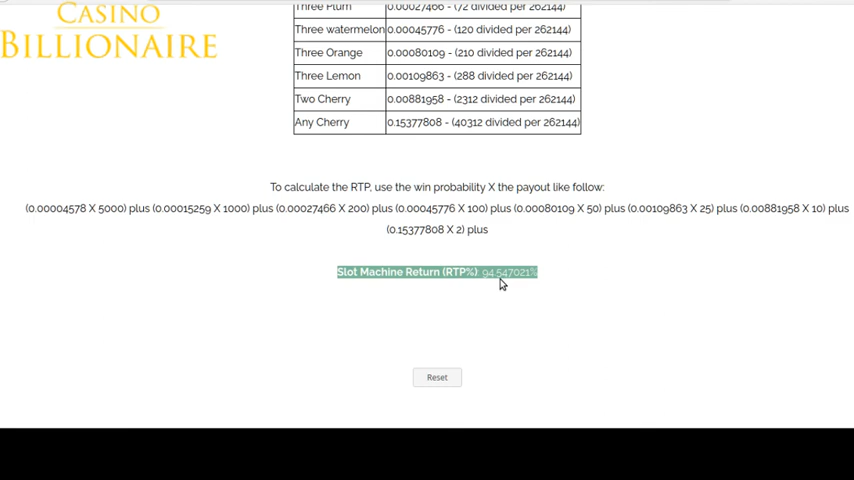 CASINO
BILLIONAIRE
Three Plum 0.00027466 - (72 divided per 262144)
Three watermelon 0.00045776 - (120 divided per 262144)
Three Orange 0.00080109 - (210 divided per 262144)
Three Lemon 0.00109863 - (288 divided per 262144)
Two Cherry 0.00881958 - (2312 divided per 262144)
Any Cherry 0.15377808 - (40312 divided per 262144)
To calculate the RTP, use the win probability X the payout like follow:
(0.00004578 X 5000) plus (0.00015259 X 1000) plus (0.00027466 X 200) plus (0.00045776 X 100) plus (0.00080109 X 50) plus (0.00109863 X 25) plus (0.00881958 X 10) plus
(0.15377808 X 2) plus
Slot Machine Return (RTP%) 94.547021%
Reset